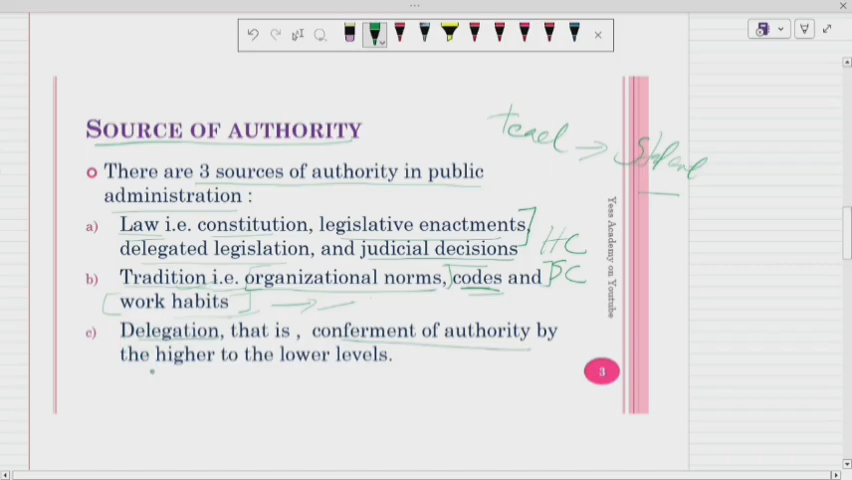 SOURCE OF AUTHORITY
There are 3 sources of authority in public
administration :
a) Law i.e. constitution, legislative enactments,
delegated legislation, and judicial decisions
b) Tradition i.e. organizational norms, codes and
work habits
c) Delegation, that is , conferment of authority by
the higher to the lower levels.
HC
Yess Academy on Youtube
3